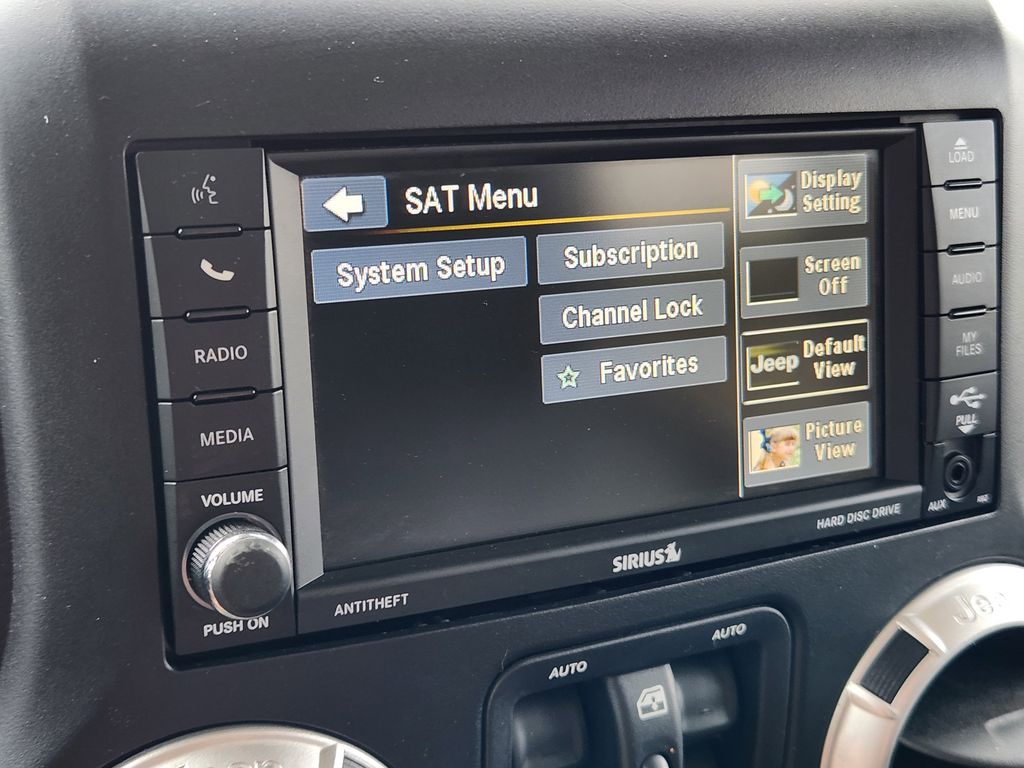 SAT Menu
System Setup
Subscription
Channel Lock
Favorites
Display
Setting
Screen
Off
Jeep
Default
View
Picture
View
RADIO
MEDIA
VOLUME
PUSH ON
ANTITHEFT
SIRIUS
HARD DISC DRIVE
LOAD
MENU
AUDIO
MY
FILES
PULL
AUX
AUTO
AUTO
Jeep